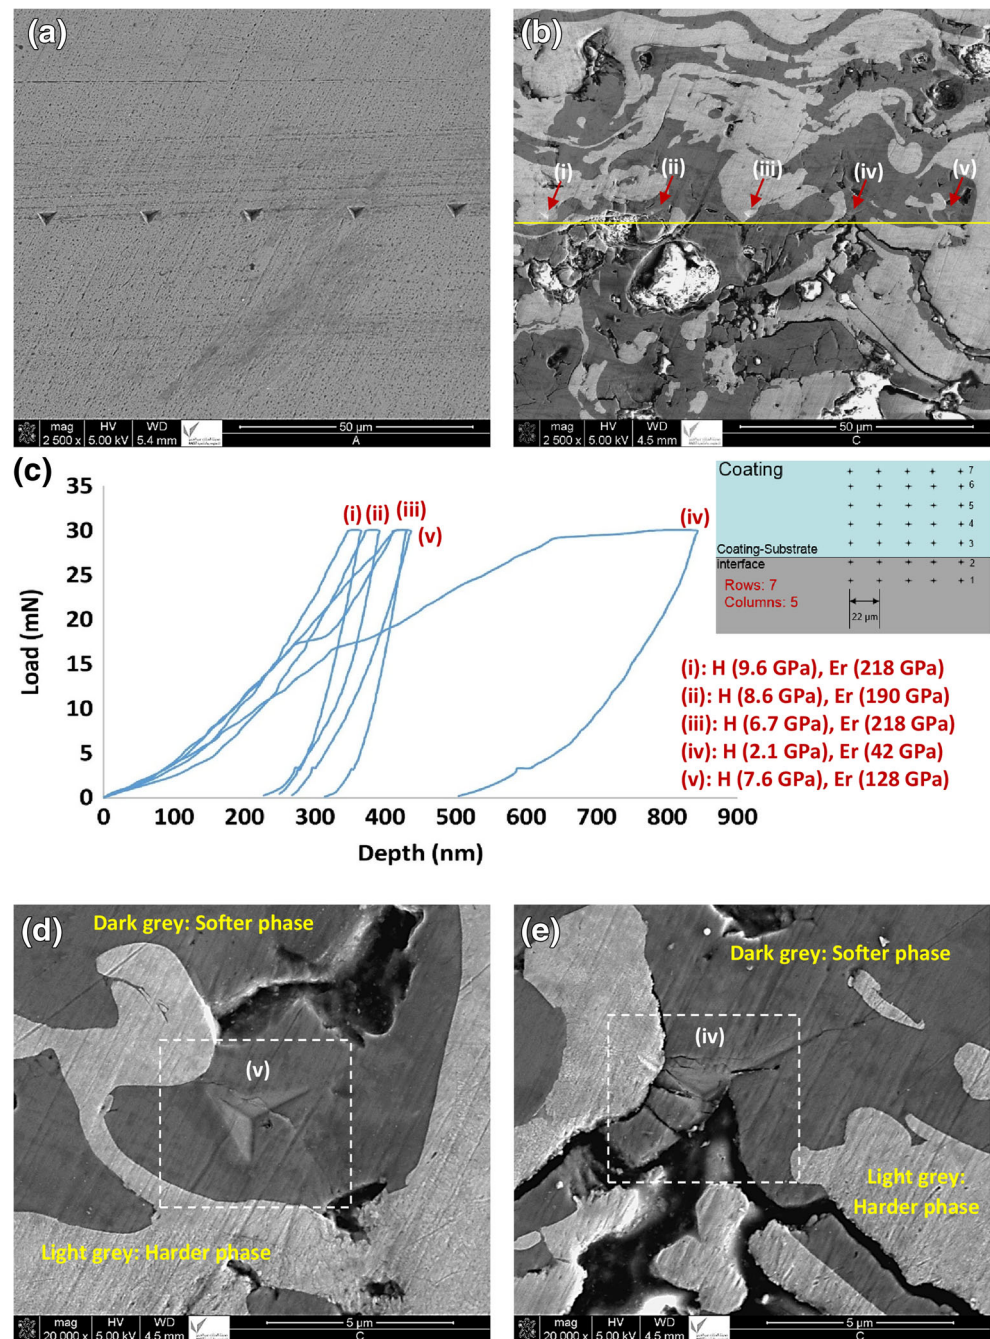 (a)
mag HV WD 50 µm
2 500 x 5.00 kV 5.4 mm A
(b)
(i) (ii) (iii) (iv) (v)
mag HV WD 50 µm
2 500 x 5.00 kV 4.5 mm C
(c)
35
30
25
20
15
10
5
0
Load (mN)
0 100 200 300 400 500 600 700 800 900
Depth (nm)
(i) (ii) (iii) (iv)
(v)
Coating
Coating-Substrate
interface
Rows: 7
Columns: 5
22 µm
7
6
5
4
3
2
1
(i): H (9.6 GPa), Er (218 GPa)
(ii): H (8.6 GPa), Er (190 GPa)
(iii): H (6.7 GPa), Er (218 GPa)
(iv): H (2.1 GPa), Er (42 GPa)
(v): H (7.6 GPa), Er (128 GPa)
(d)
Dark grey: Softer phase
(v)
Light grey: Harder phase
mag HV WD 5 µm
20 000 x 5.00 kV 4.5 mm C
(e)
Dark grey: Softer phase
(iv)
Light grey:
Harder phase
mag HV WD 5 µm
20 000 x 5.00 kV 4.5 mm C